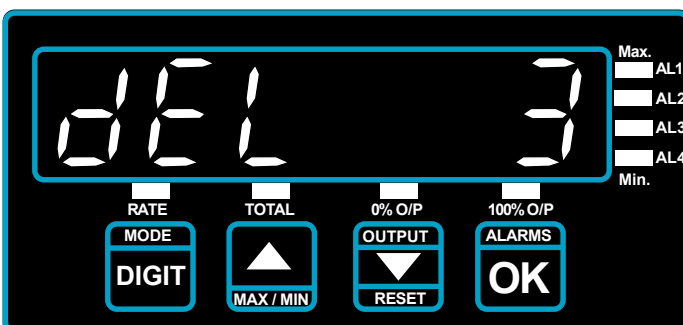 Max.
dEL 3
AL1
AL2
AL3
AL4
Min.
RATE TOTAL 0% O/P 100% O/P
MODE OUTPUT ALARMS
DIGIT OK
MAX / MIN RESET